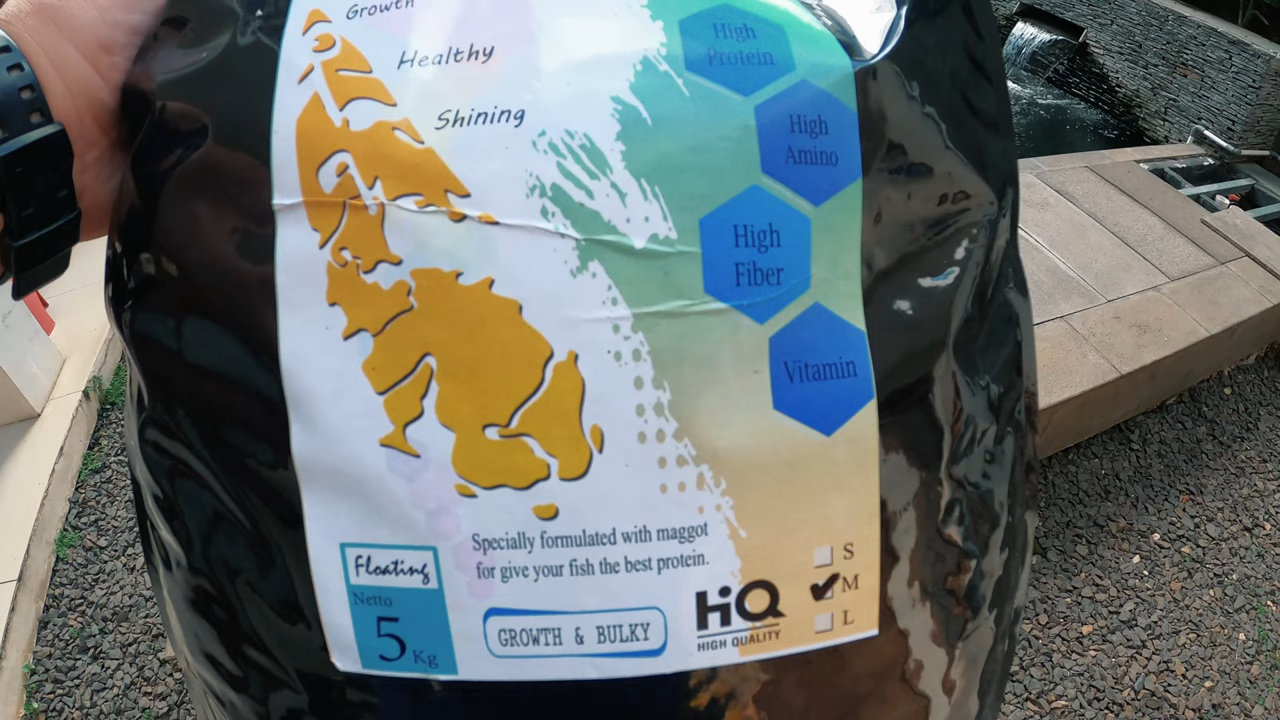 Growth
Healthy
Shining
High
Protein
High
Amino
High
Fiber
Vitamin
Specially formulated with maggot
for give your fish the best protein.
Floating
Netto
5 Kg
GROWTH & BULKY
HiQ
HIGH QUALITY
S
M
L